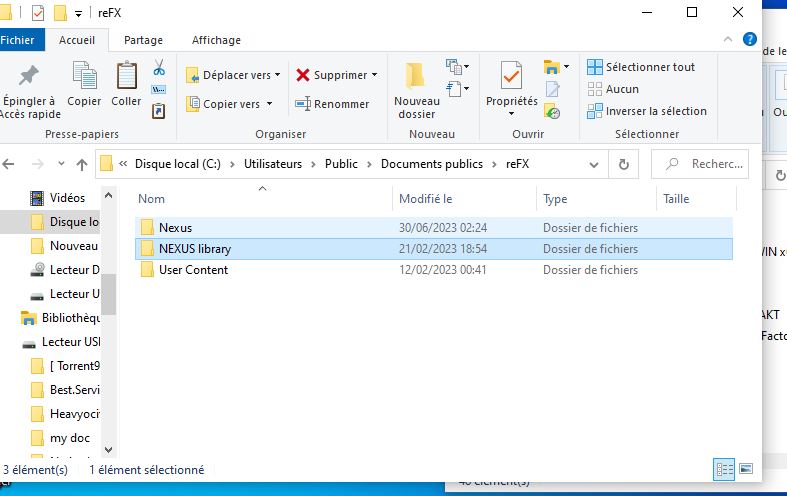 reFX
Fichier Accueil Partage Affichage
Épingler à Accès rapide
Copier
Coller
Presse-papiers
Déplacer vers
Copier vers
Supprimer
Renommer
Organiser
Nouveau dossier
Nouveau
Propriétés
Ouvrir
Sélectionner tout
Aucun
Inverser la sélection
Sélectionner
« Disque local (C:) > Utilisateurs > Public > Documents publics > reFX
Recherc...
Nom Modifié le Type Taille
Nexus 30/06/2023 02:24 Dossier de fichiers
NEXUS library 21/02/2023 18:54 Dossier de fichiers
User Content 12/02/2023 00:41 Dossier de fichiers
Vidéos
Disque lo
Nouveau
Lecteur D
Lecteur U
Bibliothèqu
Lecteur USI
[ Torrent9
Best.Servi
Heavyocit
my doc
3 élément(s) 1 élément sélectionné
de le
Ou
WIN x
AKT
Facto
40 élément(s)